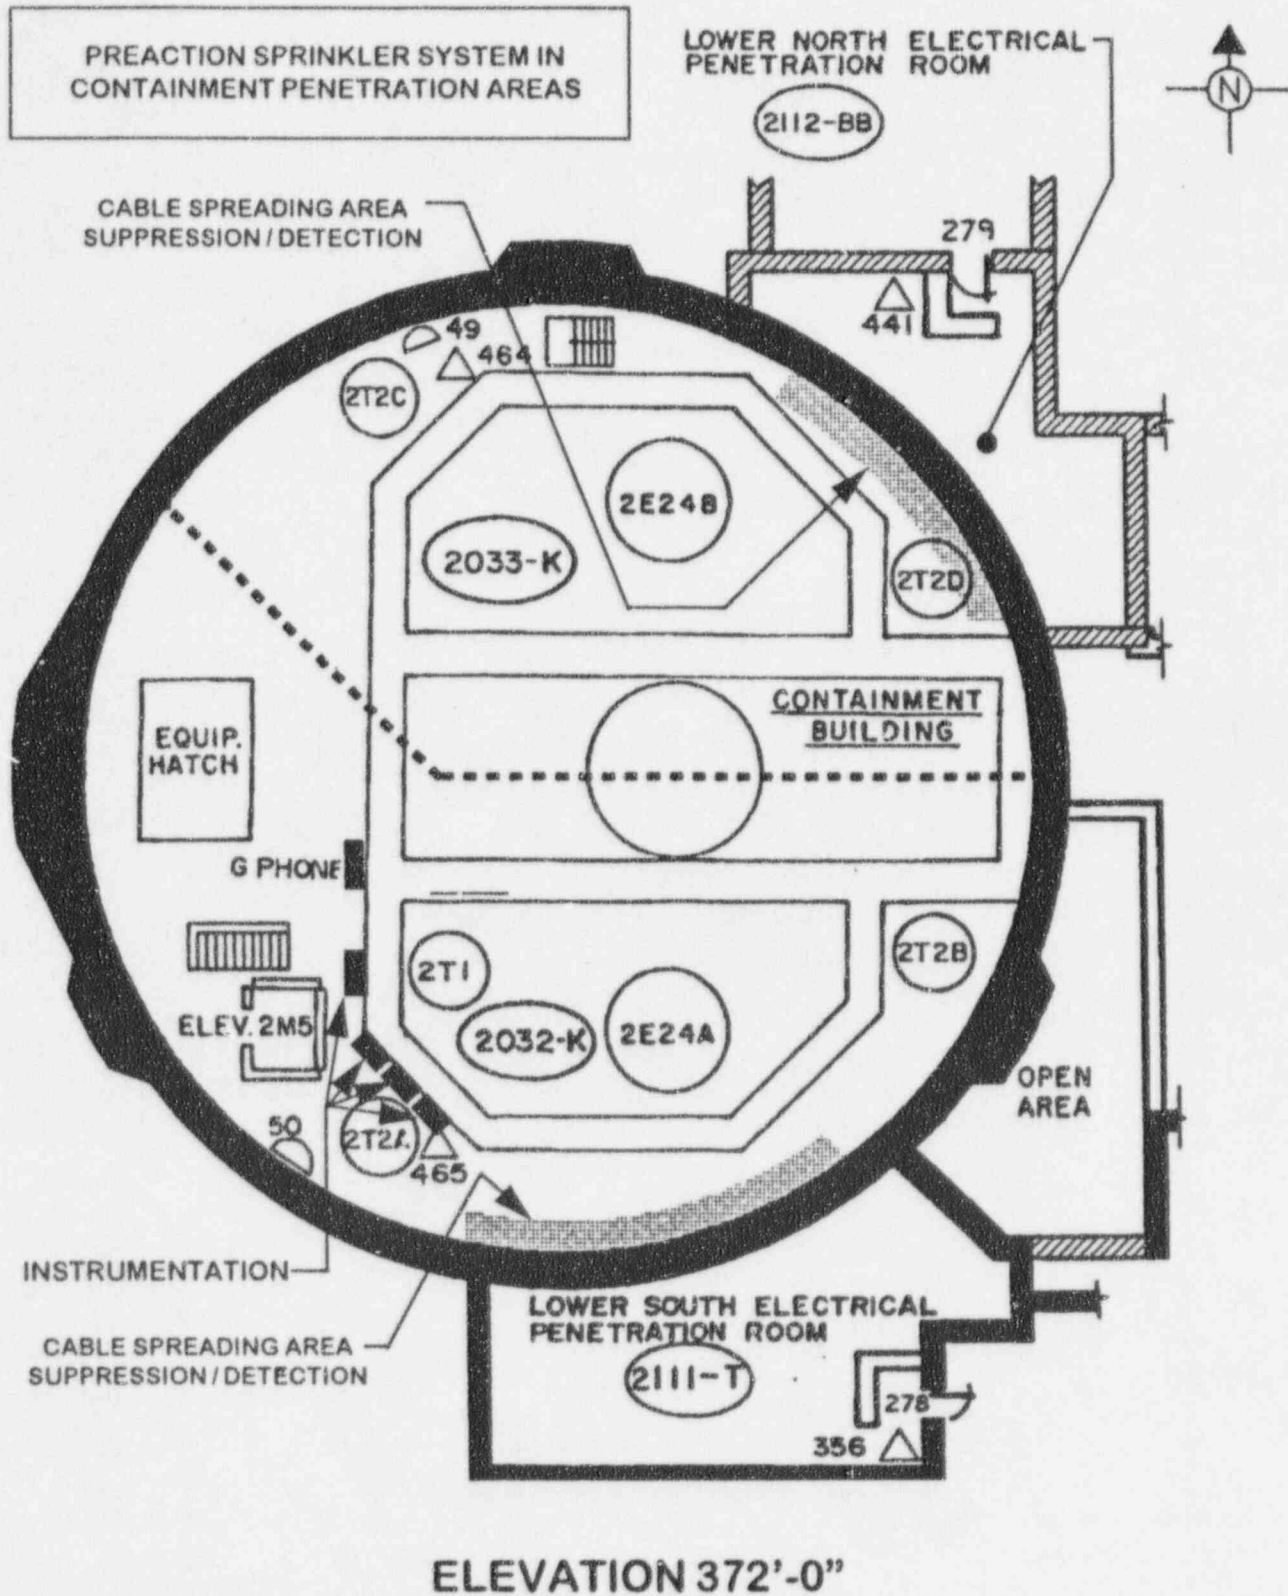 PREACTION SPRINKLER SYSTEM IN
CONTAINMENT PENETRATION AREAS
LOWER NORTH ELECTRICAL
PENETRATION ROOM
2112-BB
N
CABLE SPREADING AREA
SUPPRESSION / DETECTION
279
441
49
464
2T2C
2E24B
2033-K
2T2D
CONTAINMENT
BUILDING
EQUIP.
HATCH
G PHONE
2T1
2T2B
ELEV. 2M5
2032-K
2E24A
OPEN
AREA
50
2T2A
465
INSTRUMENTATION
LOWER SOUTH ELECTRICAL
PENETRATION ROOM
CABLE SPREADING AREA
SUPPRESSION / DETECTION
2111-T
278
356
ELEVATION 372'-0"